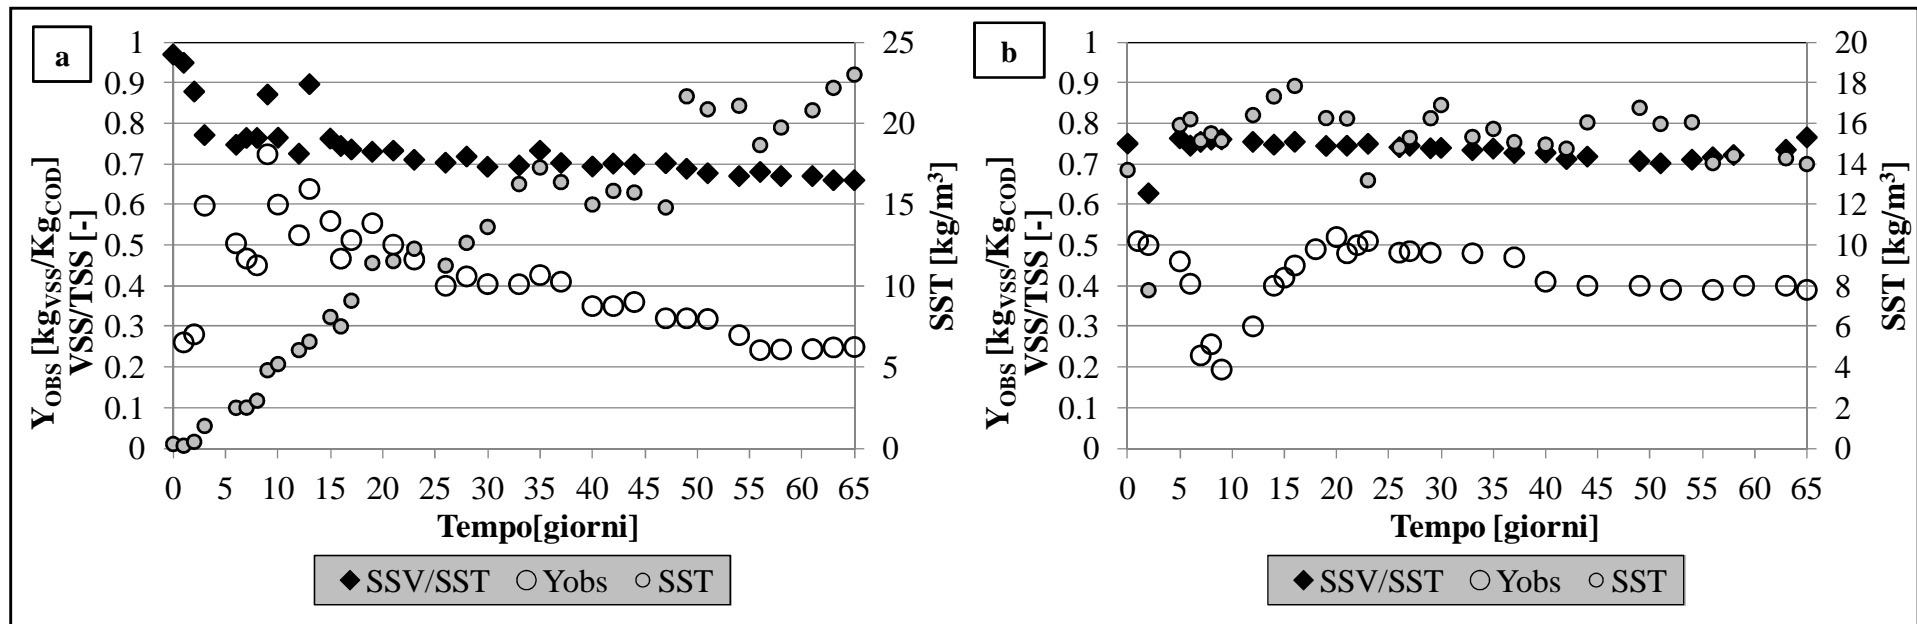 a
1
0.9
0.8
0.7
0.6
0.5
0.4
0.3
0.2
0.1
0
Y_OBS [kg_VSS/Kg_COD]
VSS/TSS [-]
25
20
15
10
5
0
SST [kg/m³]
0 5 10 15 20 25 30 35 40 45 50 55 60 65
Tempo[giorni]
SSV/SST Yobs SST
b
1
0.9
0.8
0.7
0.6
0.5
0.4
0.3
0.2
0.1
0
Y_OBS [kg_VSS/Kg_COD]
VSS/TSS [-]
20
18
16
14
12
10
8
6
4
2
0
SST [kg/m³]
0 5 10 15 20 25 30 35 40 45 50 55 60 65
Tempo [giorni]
SSV/SST Yobs SST